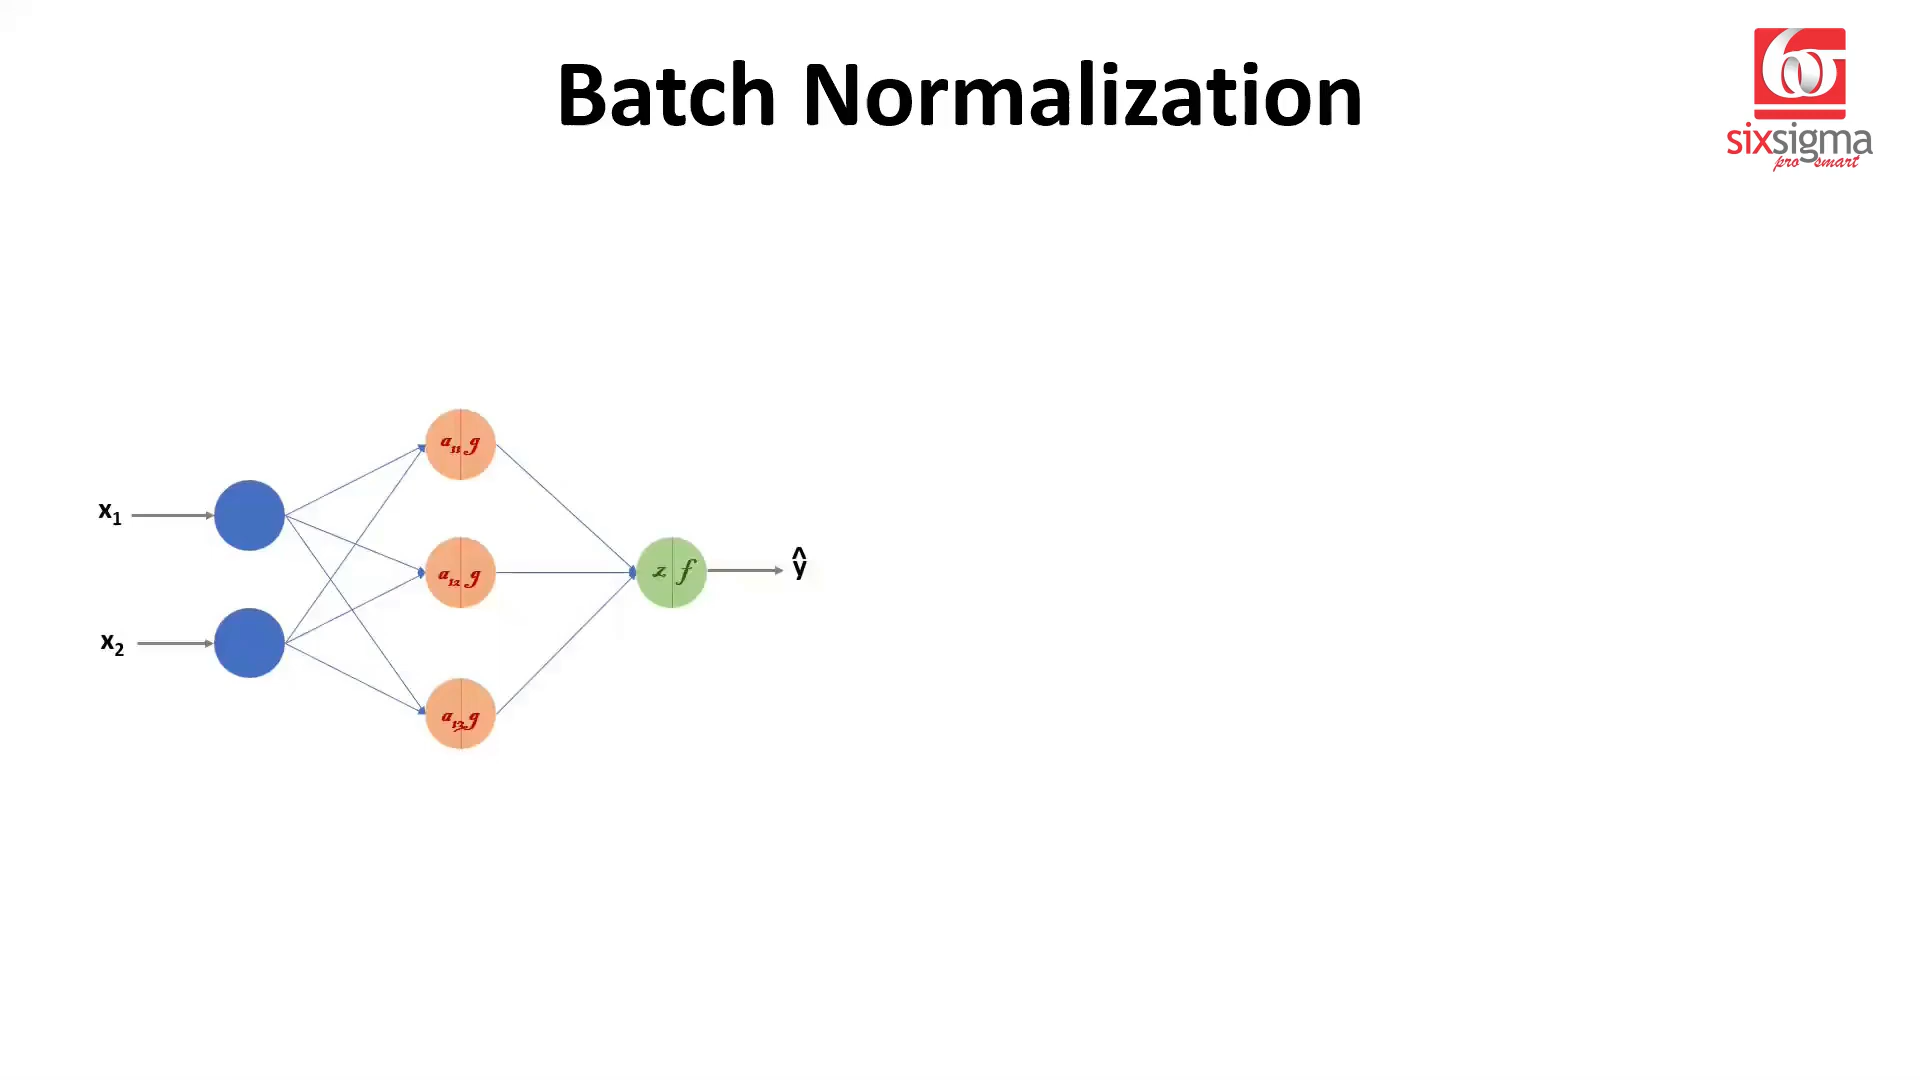 Batch Normalization
sixsigma
pro smart
a₁₁ g
x₁
a₁₂ g
z f
ŷ
x₂
a₁₃ g